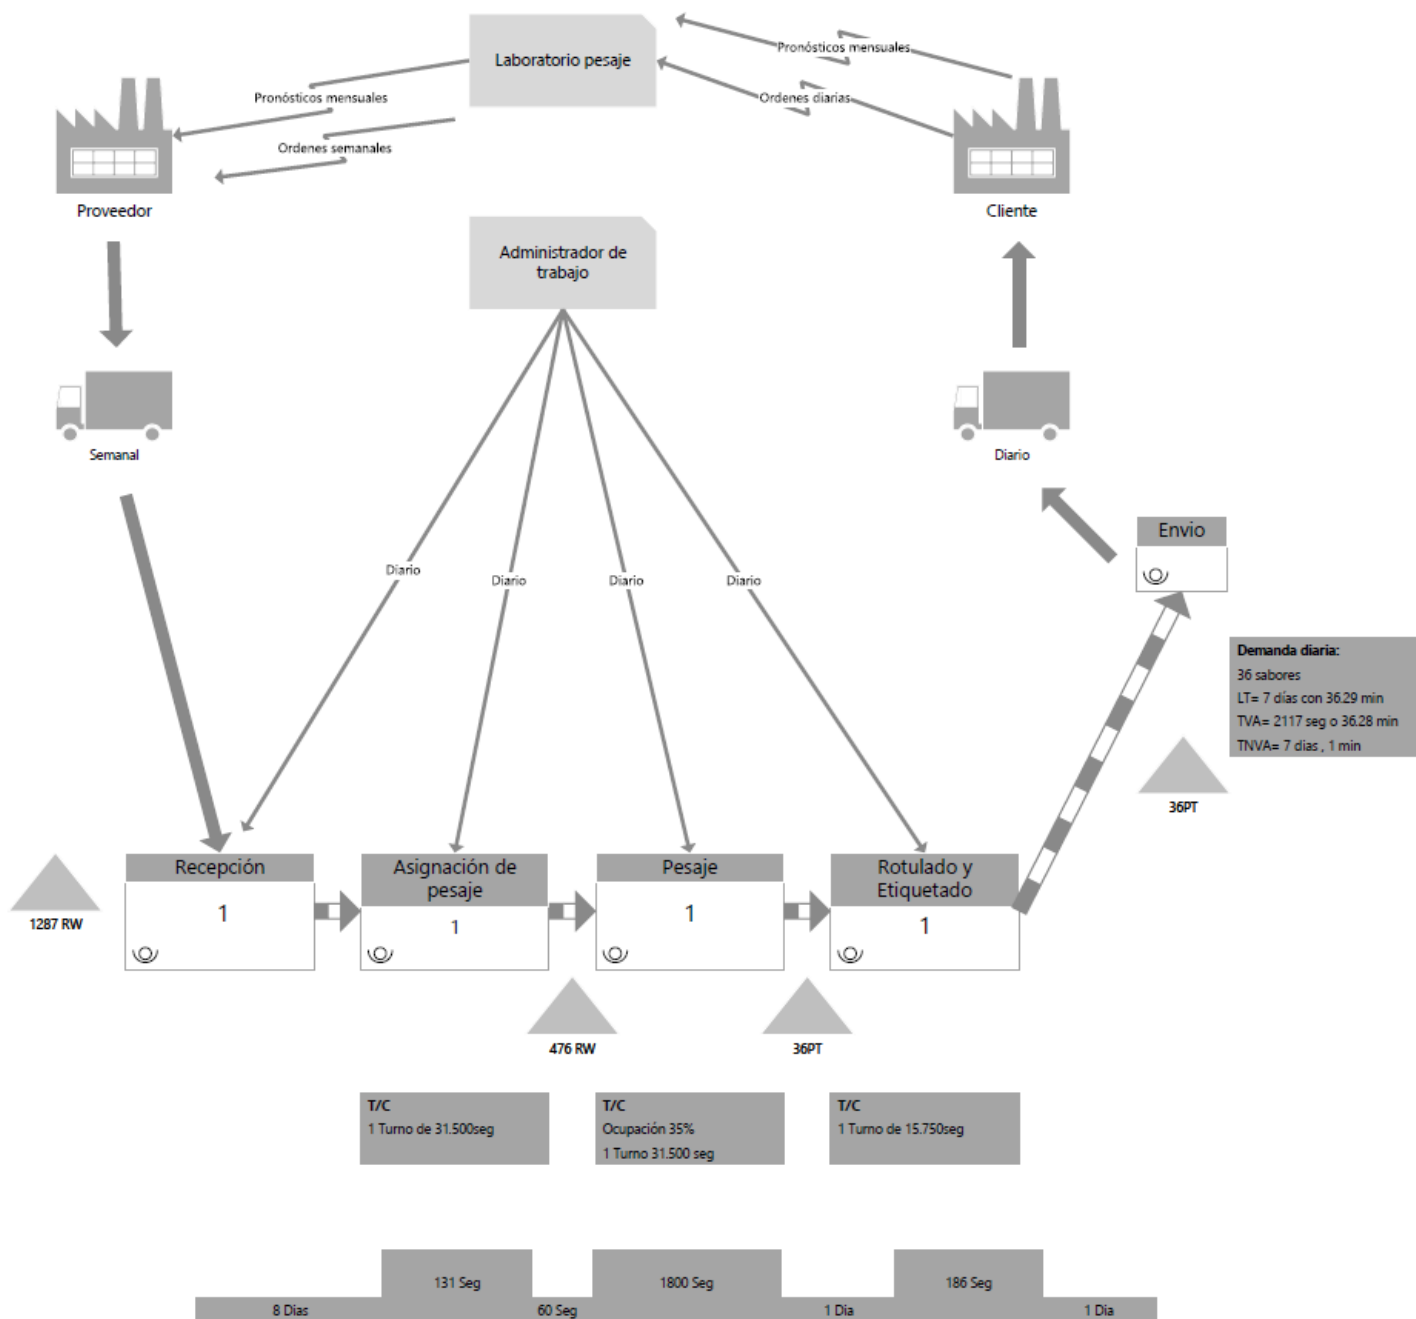 Laboratorio pesaje
Pronósticos mensuales
Ordenes diarias
Pronósticos mensuales
Ordenes semanales
Proveedor
Cliente
Administrador de
trabajo
Semanal
Diario
Envio
Diario
Diario
Diario
Diario
Demanda diaria:
36 sabores
LT= 7 días con 36.29 min
TVA= 2117 seg o 36.28 min
TNVA= 7 dias , 1 min
36PT
Recepción
1
Asignación de
pesaje
1
Pesaje
1
Rotulado y
Etiquetado
1
1287 RW
476 RW
36PT
T/C
1 Turno de 31.500seg
T/C
Ocupación 35%
1 Turno 31.500 seg
T/C
1 Turno de 15.750seg
131 Seg
1800 Seg
186 Seg
8 Dias
60 Seg
1 Dia
1 Dia